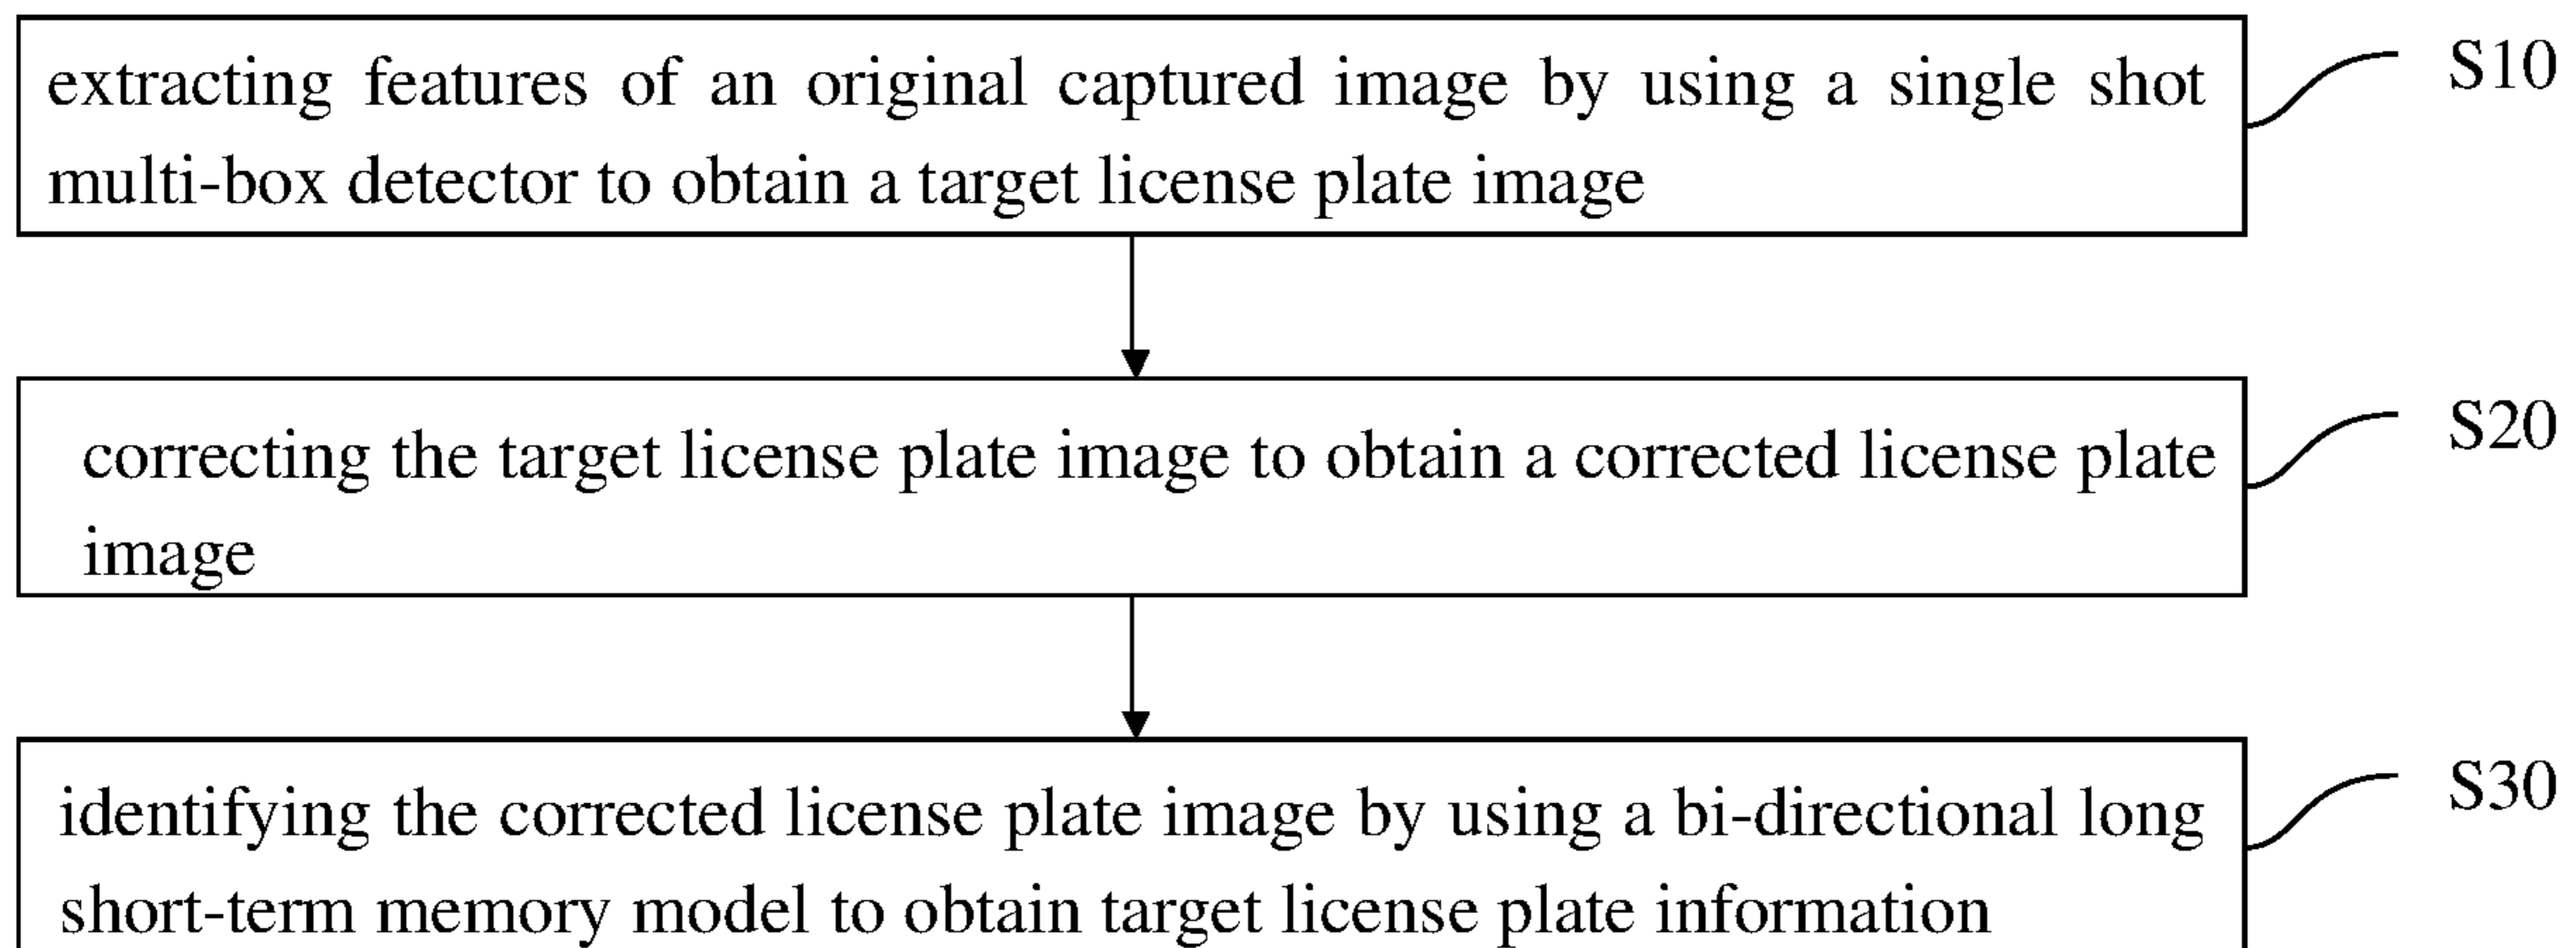 extracting features of an original captured image by using a single shot
multi-box detector to obtain a target license plate image
S10
correcting the target license plate image to obtain a corrected license plate
image
S20
identifying the corrected license plate image by using a bi-directional long
short-term memory model to obtain target license plate information
S30